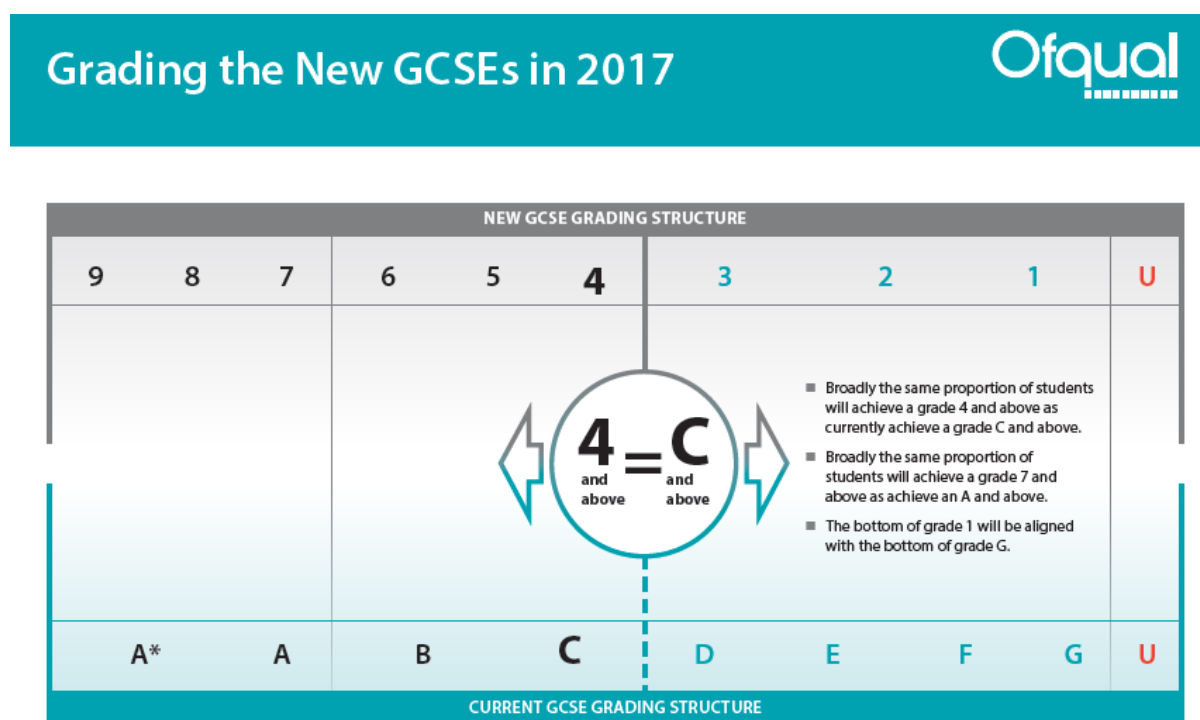 Grading the New GCSEs in 2017
Ofqual
NEW GCSE GRADING STRUCTURE
9 8 7 6 5 4 3 2 1 U
Broadly the same proportion of students
will achieve a grade 4 and above as
currently achieve a grade C and above.
Broadly the same proportion of
students will achieve a grade 7 and
above as achieve an A and above.
The bottom of grade 1 will be aligned
with the bottom of grade G.
4 = C
and and
above above
A* A B C D E F G U
CURRENT GCSE GRADING STRUCTURE